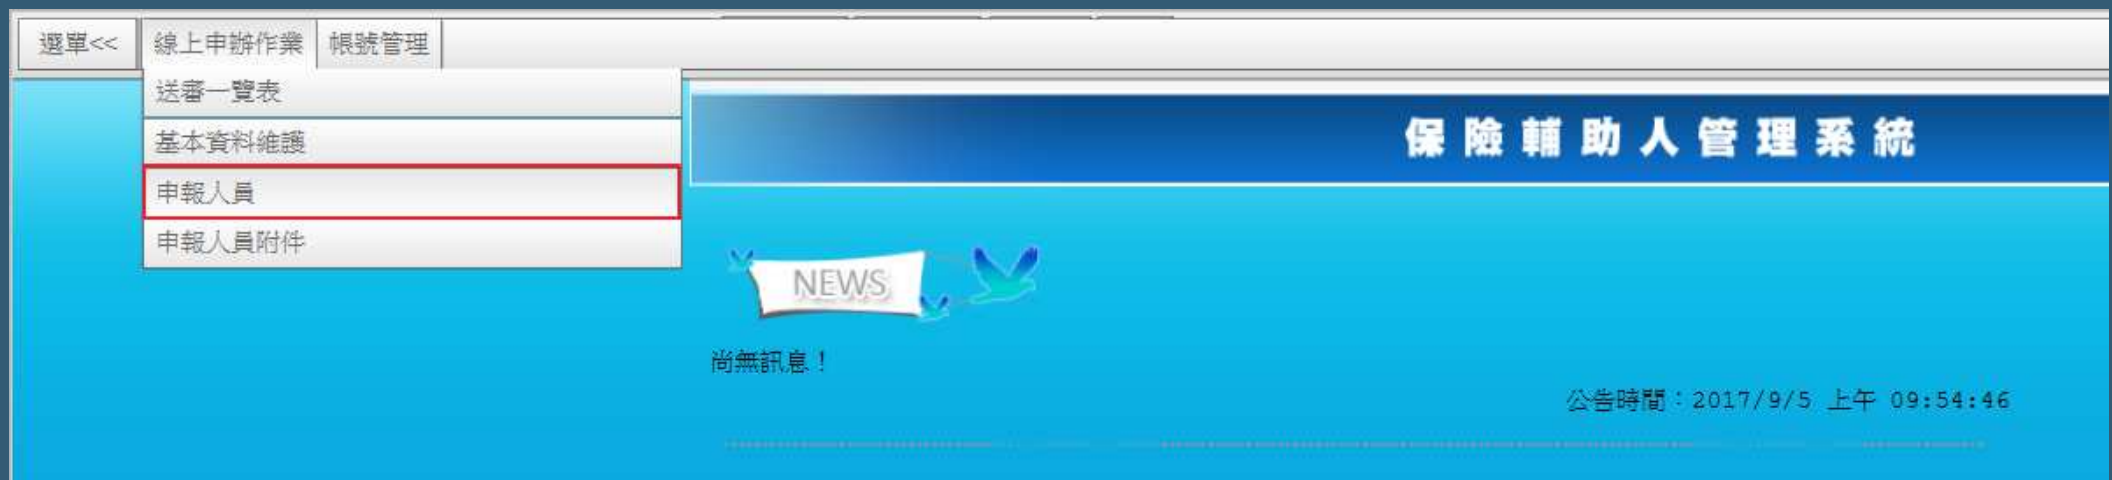 選單<< 線上申辦作業 帳號管理
送審一覽表
基本資料維護
申報人員
申報人員附件
保險輔助人管理系統
NEWS
尚無訊息！
公告時間：2017/9/5 上午 09:54:46